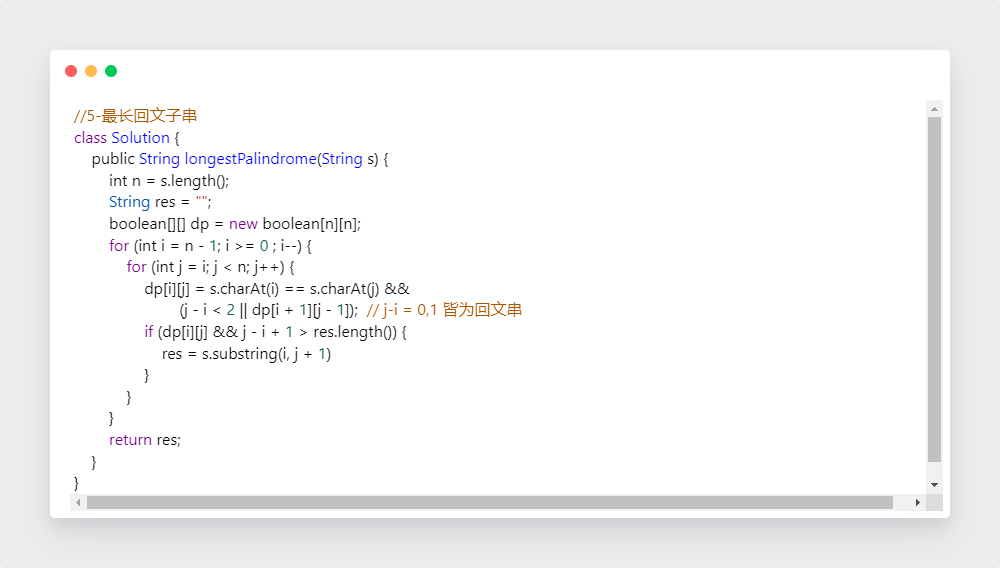 //5-最长回文子串
class Solution {
    public String longestPalindrome(String s) {
        int n = s.length();
        String res = "";
        boolean[][] dp = new boolean[n][n];
        for (int i = n - 1; i >= 0 ; i--) {
            for (int j = i; j < n; j++) {
                dp[i][j] = s.charAt(i) == s.charAt(j) &&
                        (j - i < 2 || dp[i + 1][j - 1]);  // j-i = 0,1 皆为回文串
                if (dp[i][j] && j - i + 1 > res.length()) {
                    res = s.substring(i, j + 1)
                }
            }
        }
        return res;
    }
}